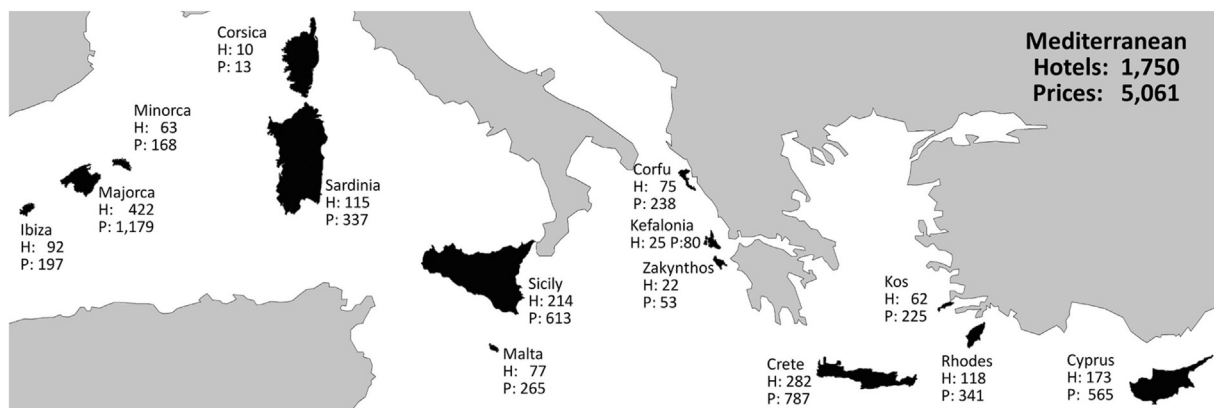 Corsica
H: 10
P: 13
Mediterranean
Hotels: 1,750
Prices: 5,061
Minorca
H: 63
P: 168
Majorca
H: 422
P: 1,179
Ibiza
H: 92
P: 197
Sardinia
H: 115
P: 337
Corfu
H: 75
P: 238
Kefalonia
H: 25 P:80
Zakynthos
H: 22
P: 53
Sicily
H: 214
P: 613
Malta
H: 77
P: 265
Kos
H: 62
P: 225
Crete
H: 282
P: 787
Rhodes
H: 118
P: 341
Cyprus
H: 173
P: 565